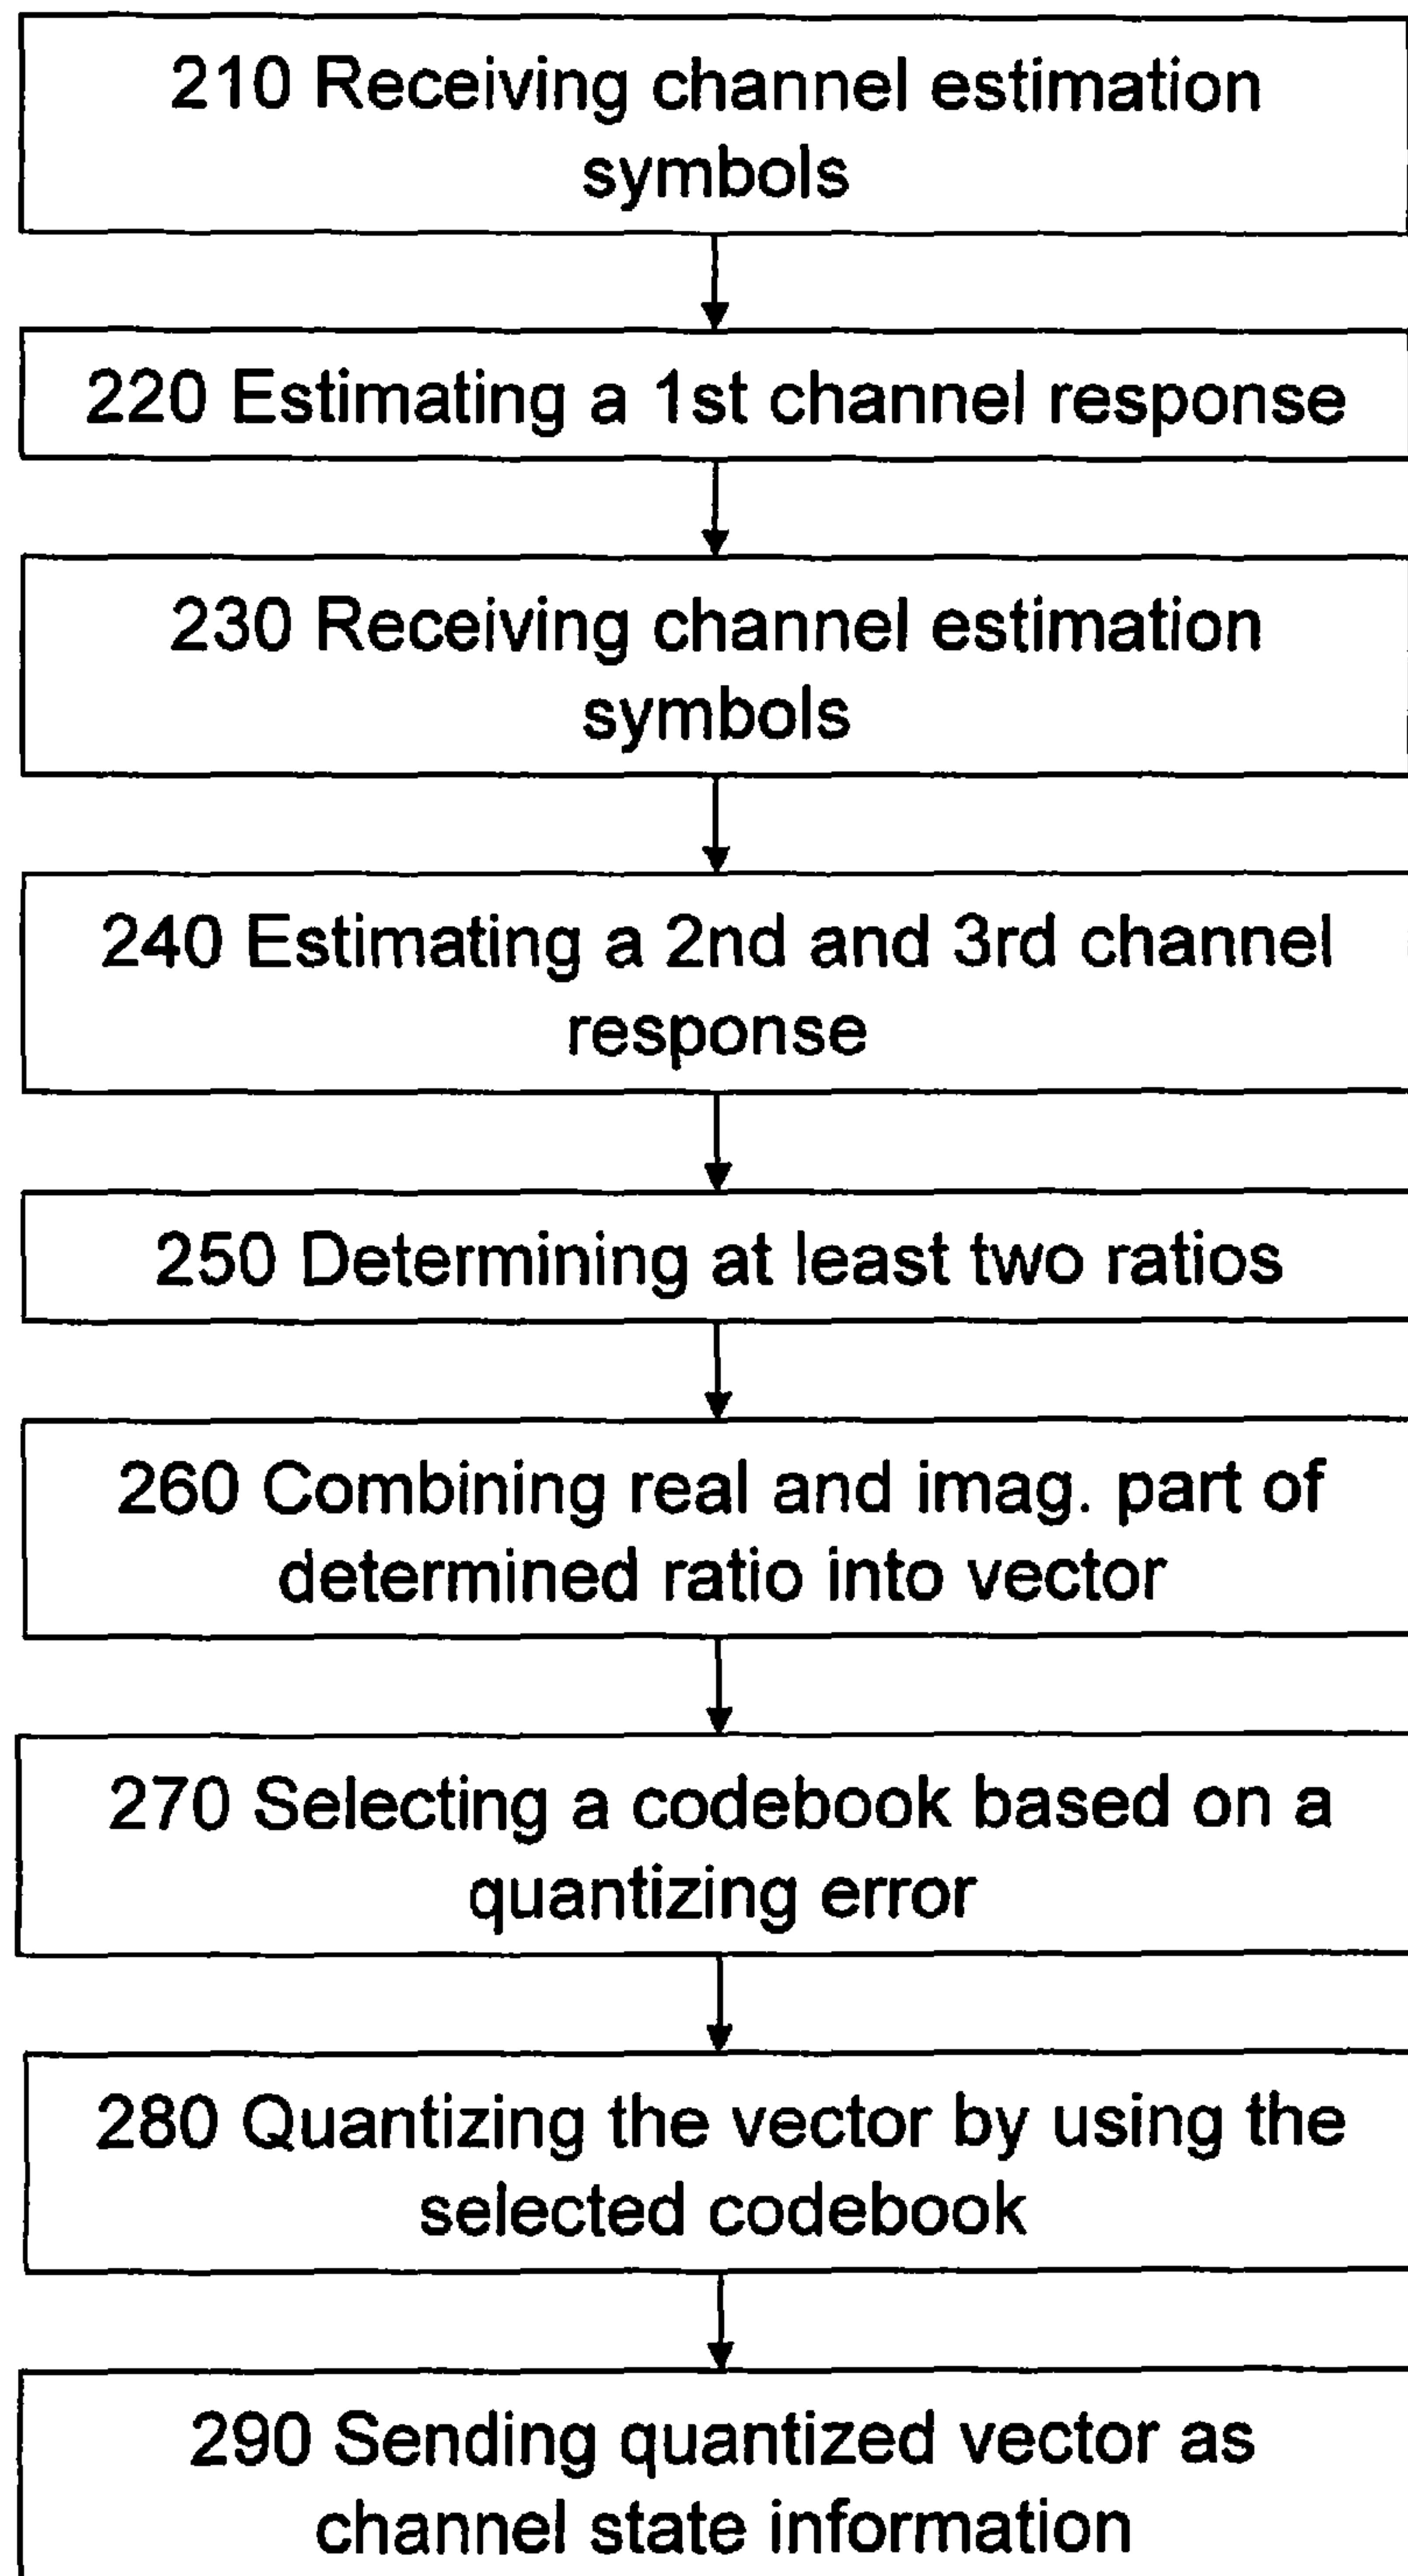 210 Receiving channel estimation
symbols
220 Estimating a 1st channel response
230 Receiving channel estimation
symbols
240 Estimating a 2nd and 3rd channel
response
250 Determining at least two ratios
260 Combining real and imag. part of
determined ratio into vector
270 Selecting a codebook based on a
quantizing error
280 Quantizing the vector by using the
selected codebook
290 Sending quantized vector as
channel state information